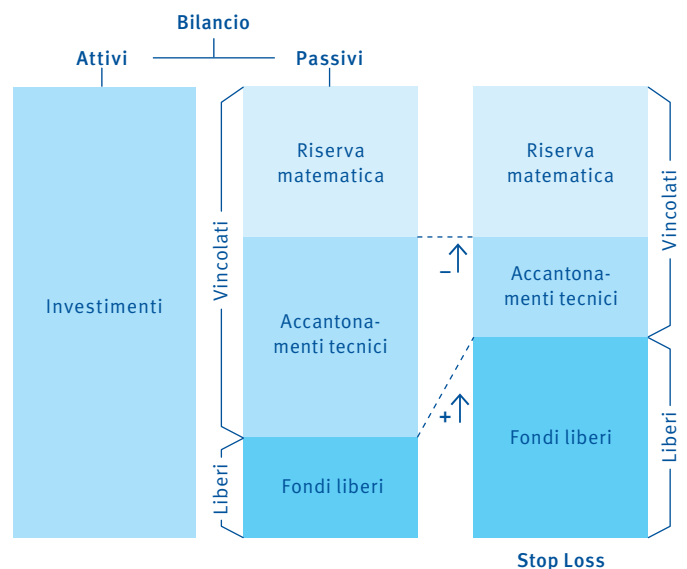 Bilancio
Attivi
Passivi
Investimenti
Vincolati
Liberi
Riserva
matematica
Accantona-
menti tecnici
Fondi liberi
–
+
Riserva
matematica
Accantona-
menti tecnici
Fondi liberi
Vincolati
Liberi
Stop Loss